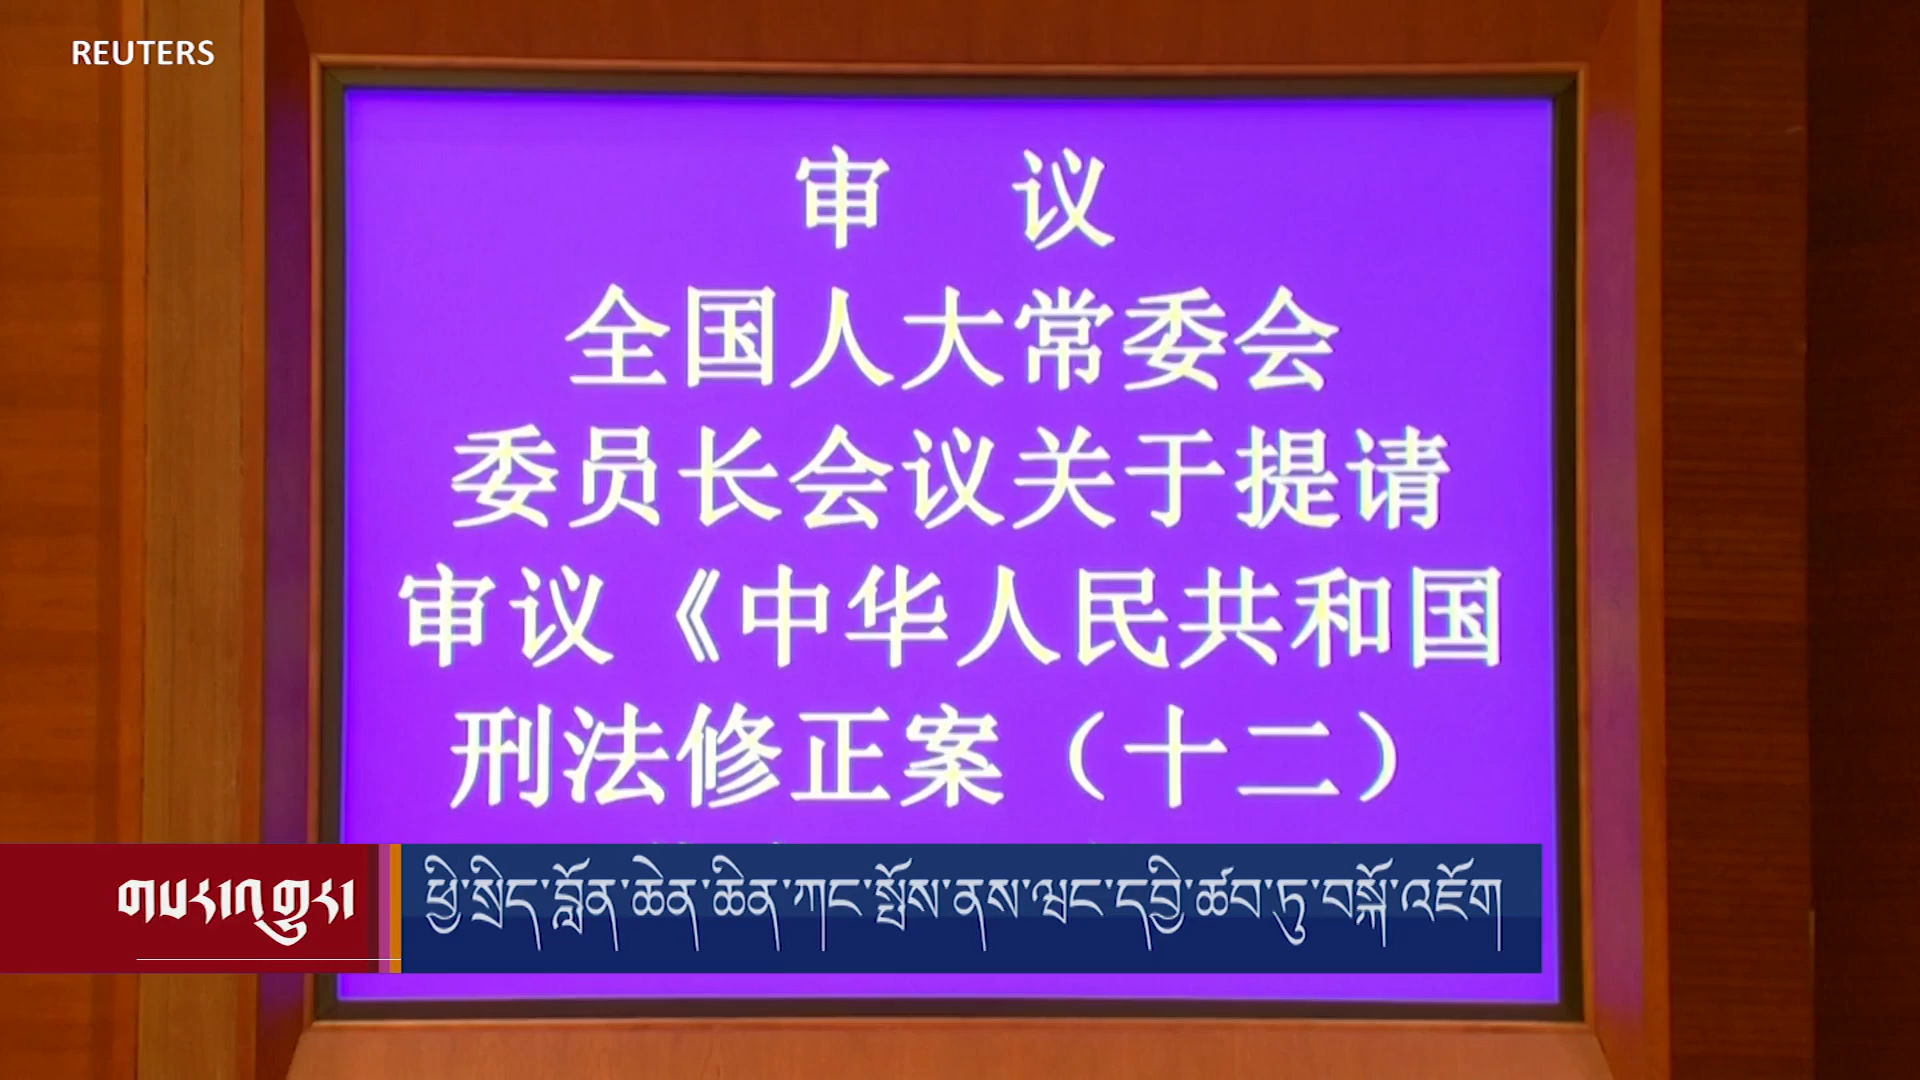 REUTERS
审 议
全国人大常委会
委员长会议关于提请
审议《中华人民共和国
刑法修正案（十二）
གསར་འགྱུར།
ཕྱི་སྲིད་བློན་ཆེན་ཆིན་ཀང་སྤོས་ནས་ཝང་དབྱི་ཚབ་ཏུ་བསྐོ་འཇོག